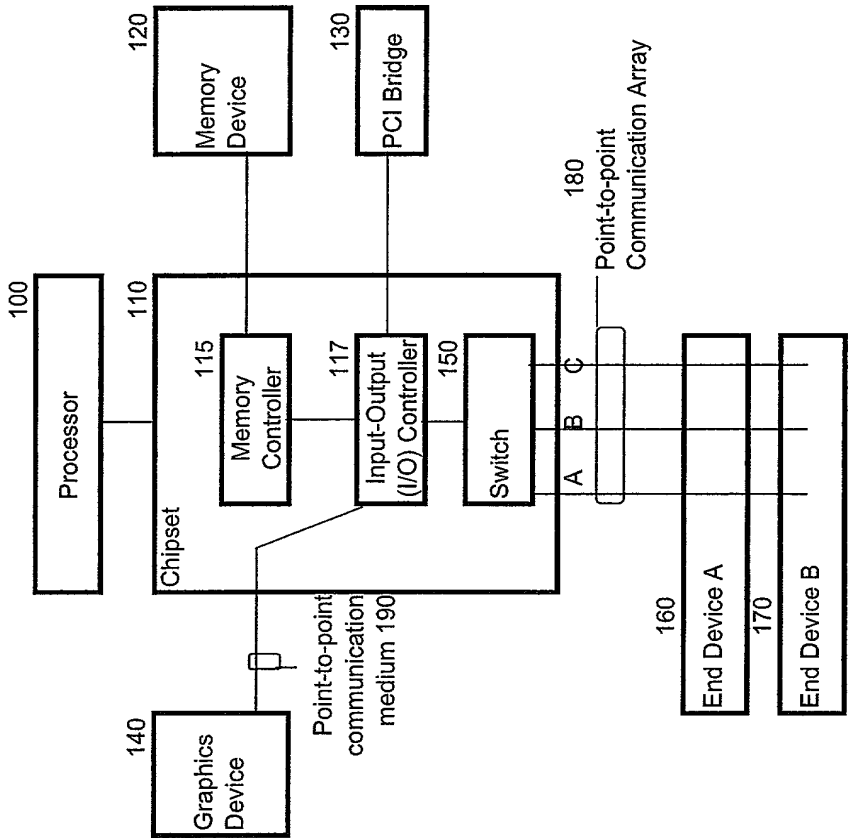 100
Processor
110
Chipset
120
Memory
Device
115
Memory
Controller
140
Graphics
Device
Point-to-point
communication
medium 190
117
Input-Output
(I/O) Controller
130
PCI Bridge
150
Switch
A
B
C
180
Point-to-point
Communication Array
160
End Device A
170
End Device B